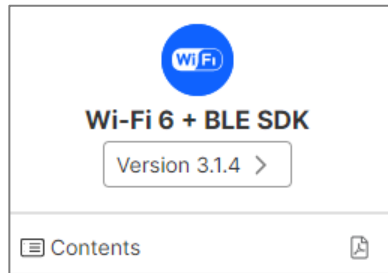 WiFi
Wi-Fi 6 + BLE SDK
Version 3.1.4 >
Contents